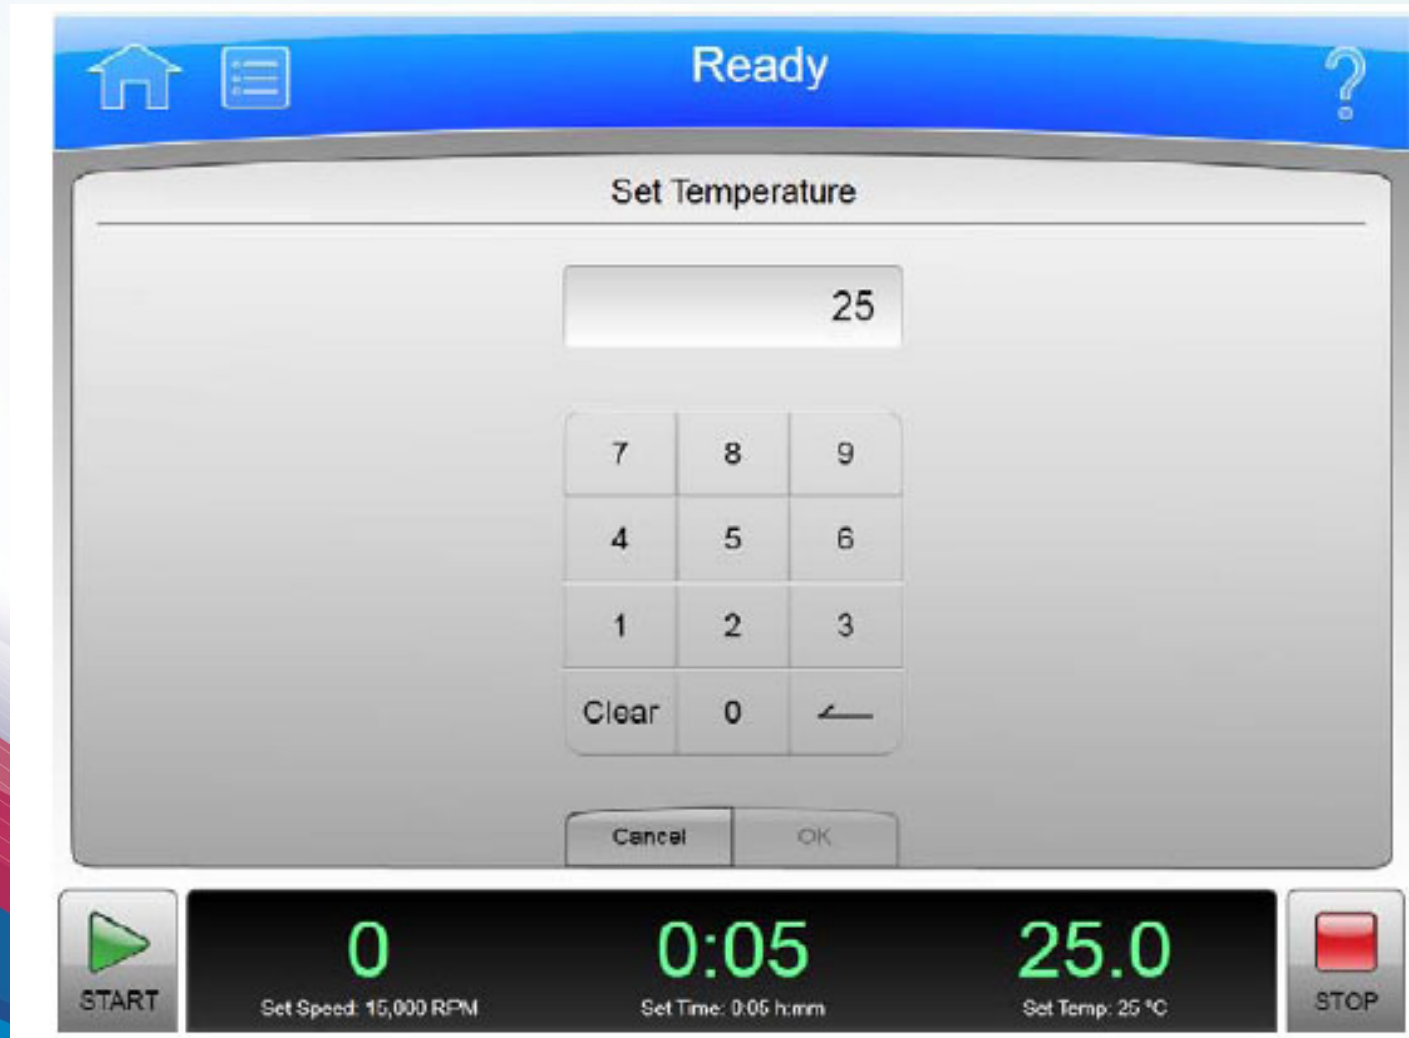 Ready
?
Set Temperature
25
7 8 9
4 5 6
1 2 3
Clear 0
Cancel OK
START
0
Set Speed: 15,000 RPM
0:05
Set Time: 0:05 h:mm
25.0
Set Temp: 25 °C
STOP